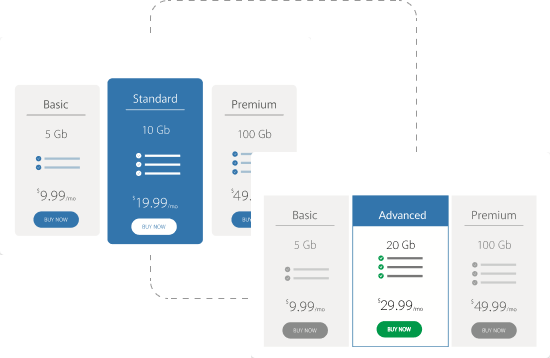 Basic
5 Gb
$9.99/mo
BUY NOW
Standard
10 Gb
$19.99/mo
BUY NOW
Premium
100 Gb
$49.
BU
Basic
5 Gb
$9.99/mo
BUY NOW
Advanced
20 Gb
$29.99/mo
BUY NOW
Premium
100 Gb
$49.99/mo
BUY NOW